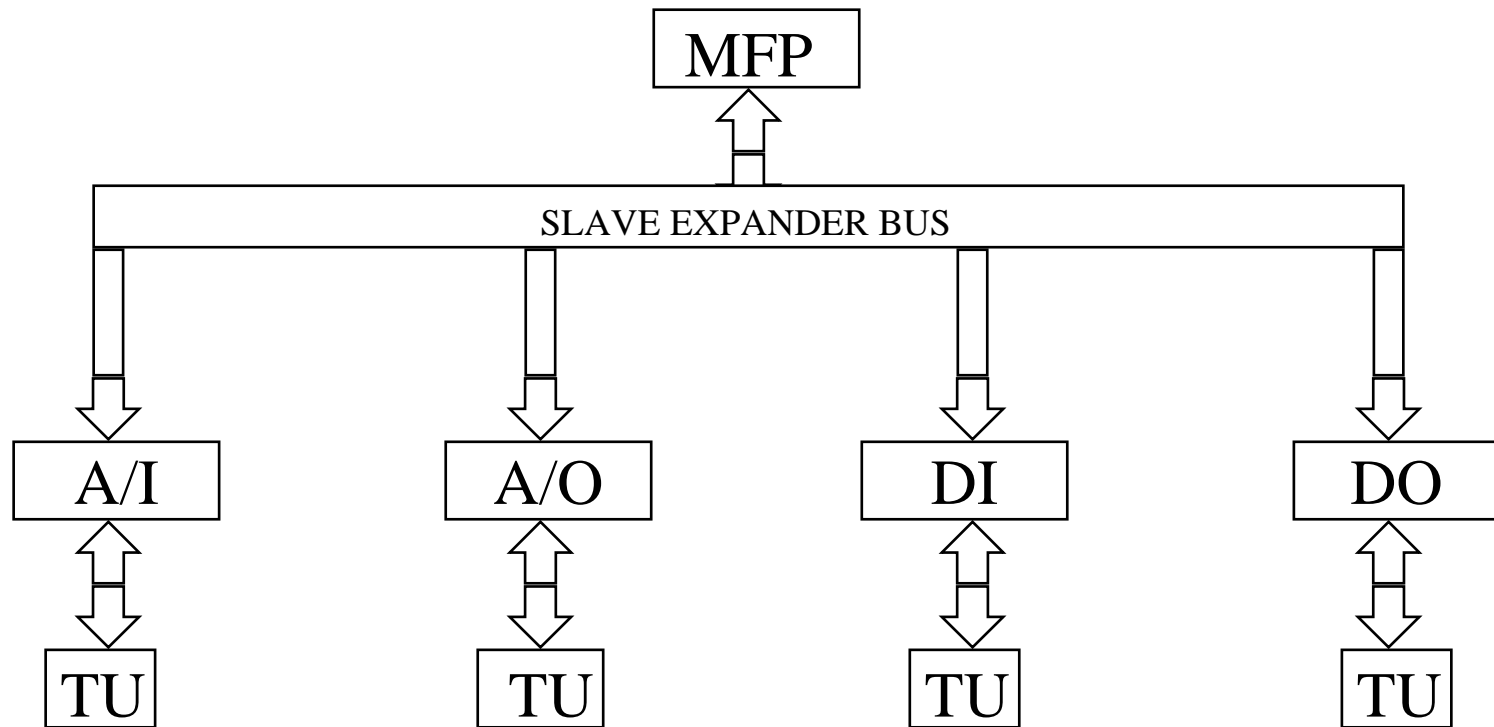 MFP
SLAVE EXPANDER BUS
A/I A/O DI DO
TU TU TU TU